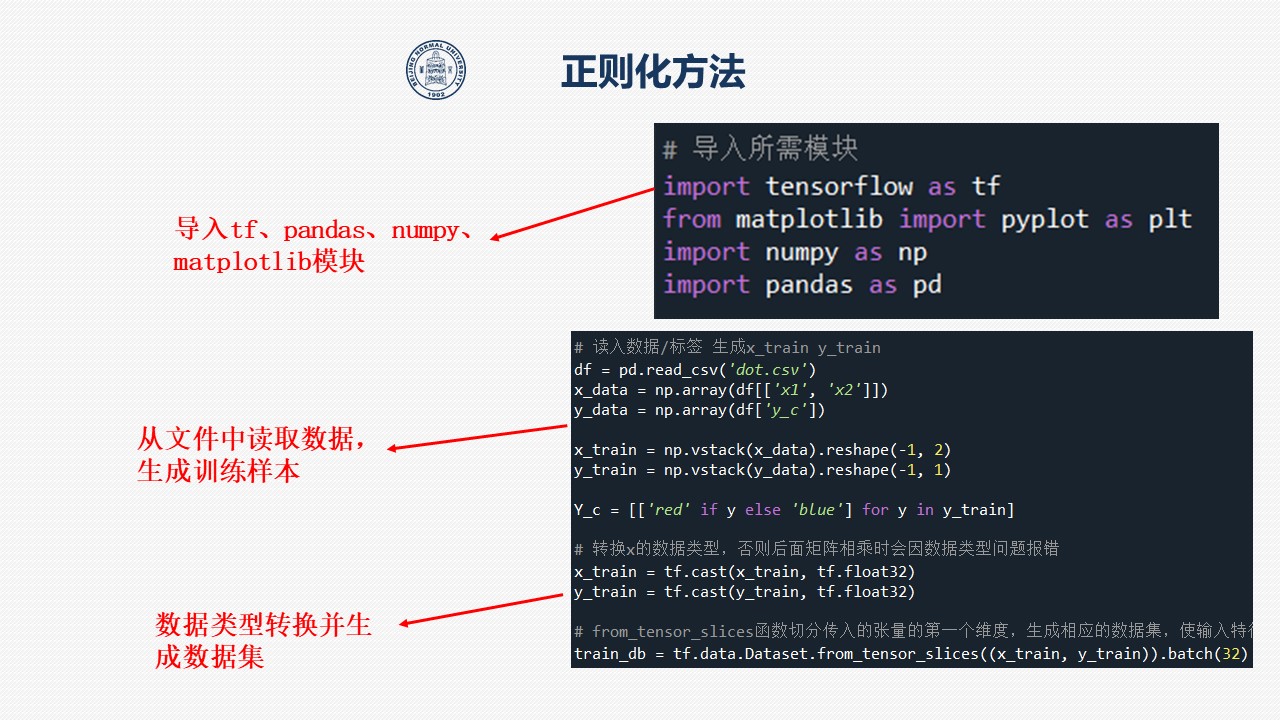 BEIJING NORMAL UNIVERSITY
1902
正则化方法
# 导入所需模块
import tensorflow as tf
from matplotlib import pyplot as plt
import numpy as np
import pandas as pd
导入tf、pandas、numpy、
matplotlib模块
# 读入数据/标签 生成x_train y_train
df = pd.read_csv('dot.csv')
x_data = np.array(df[['x1', 'x2']])
y_data = np.array(df['y_c'])
x_train = np.vstack(x_data).reshape(-1, 2)
y_train = np.vstack(y_data).reshape(-1, 1)
Y_c = [['red' if y else 'blue'] for y in y_train]
从文件中读取数据，
生成训练样本
# 转换x的数据类型，否则后面矩阵相乘时会因数据类型问题报错
x_train = tf.cast(x_train, tf.float32)
y_train = tf.cast(y_train, tf.float32)
# from_tensor_slices函数切分传入的张量的第一个维度，生成相应的数据集，使输入特
train_db = tf.data.Dataset.from_tensor_slices((x_train, y_train)).batch(32)
数据类型转换并生
成数据集